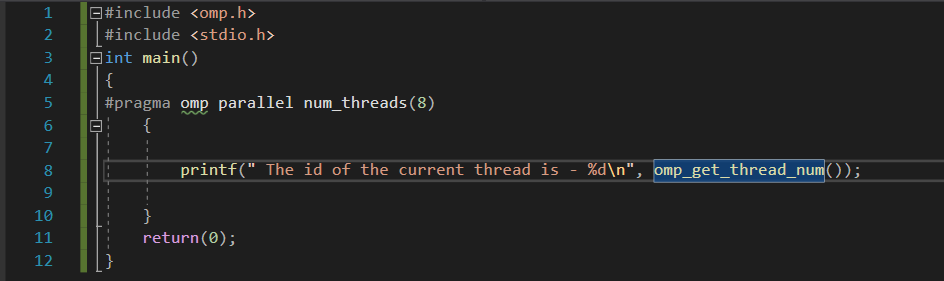 1 #include <omp.h>
2 #include <stdio.h>
3 int main()
4 {
5 #pragma omp parallel num_threads(8)
6 {
7
8 printf(" The id of the current thread is - %d\n", omp_get_thread_num());
9
10 }
11 return(0);
12 }